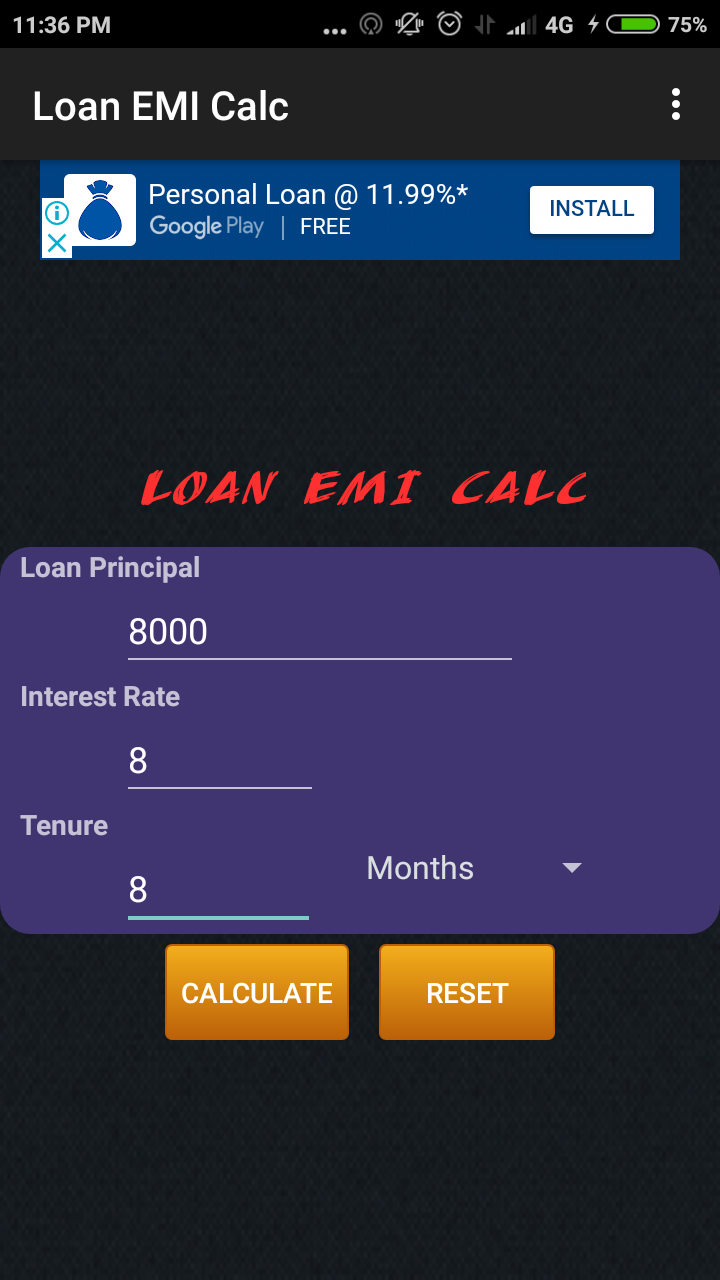 11:36 PM ... 4G 75%
Loan EMI Calc
Personal Loan @ 11.99%*
Google Play | FREE
INSTALL
LOAN EMI CALC
Loan Principal
8000
Interest Rate
8
Tenure
Months
8
CALCULATE RESET